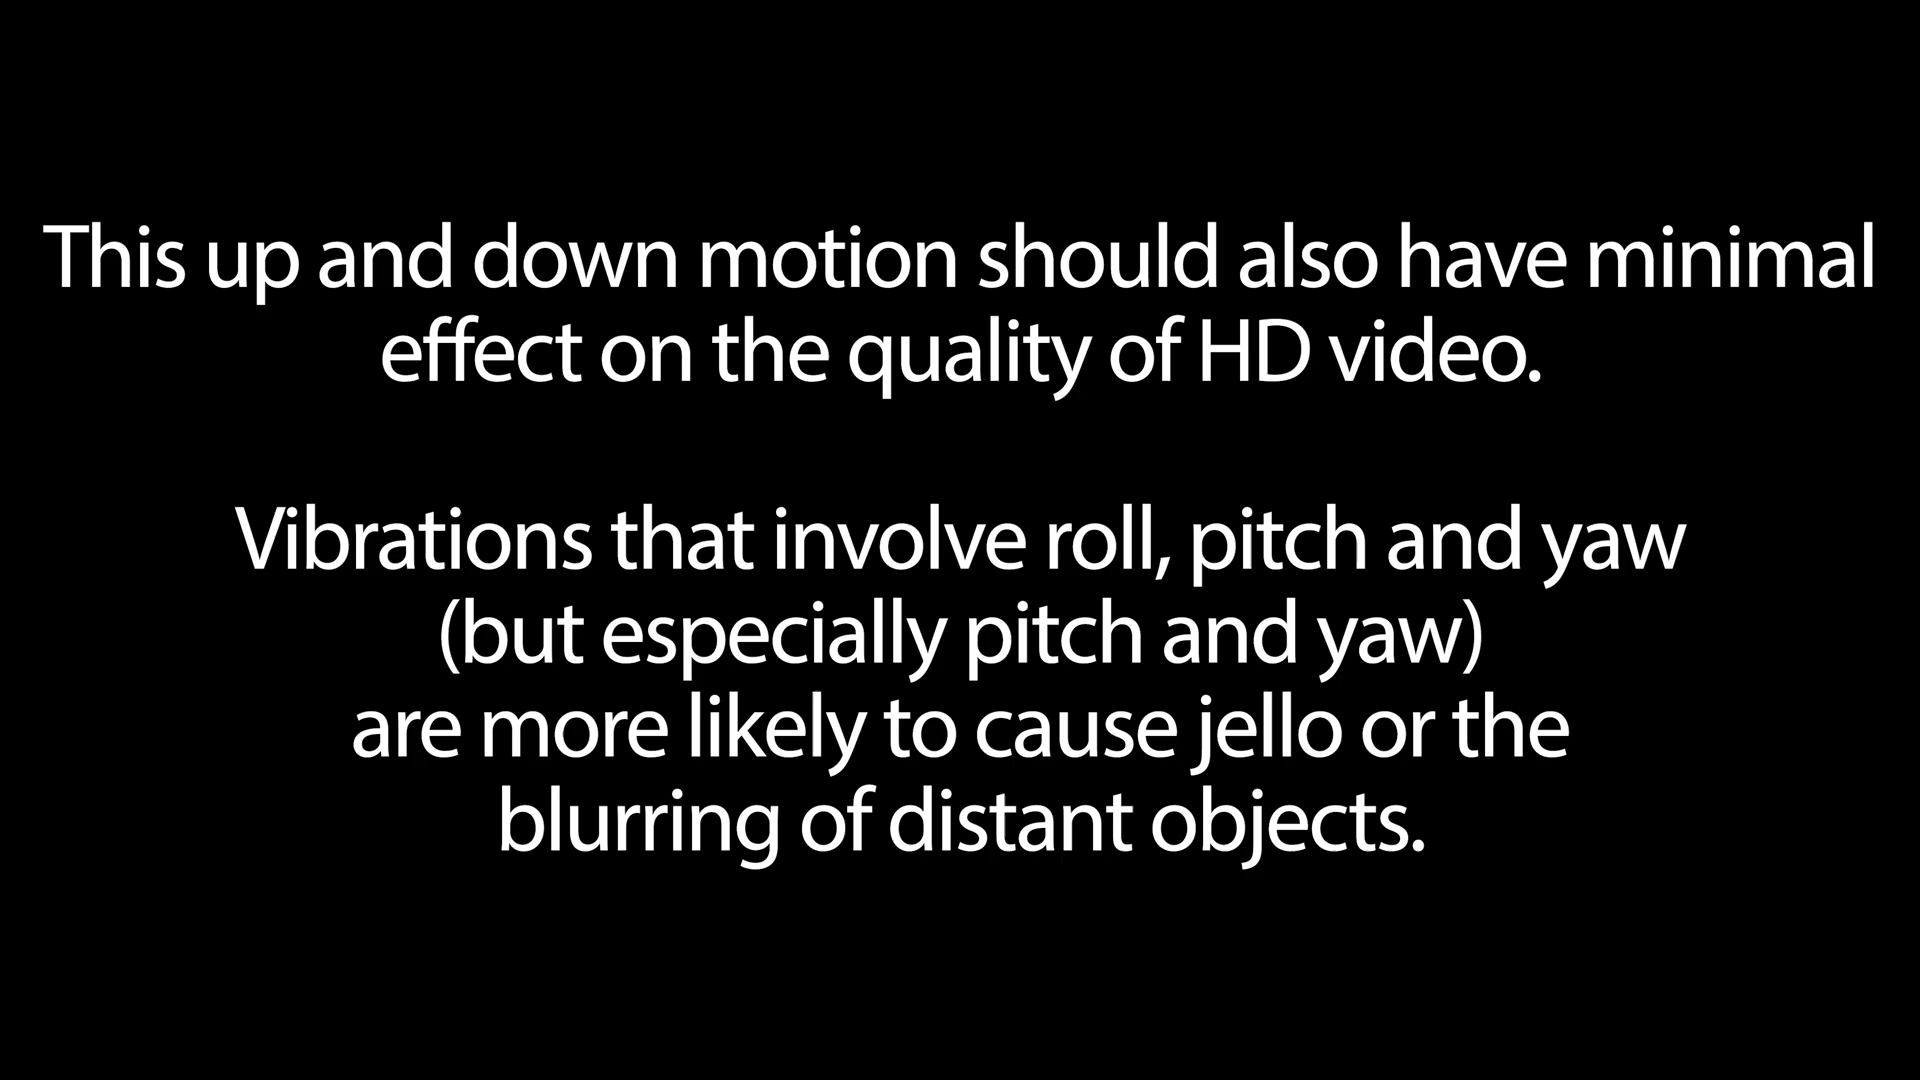 This up and down motion should also have minimal
effect on the quality of HD video.
Vibrations that involve roll, pitch and yaw
(but especially pitch and yaw)
are more likely to cause jello or the
blurring of distant objects.